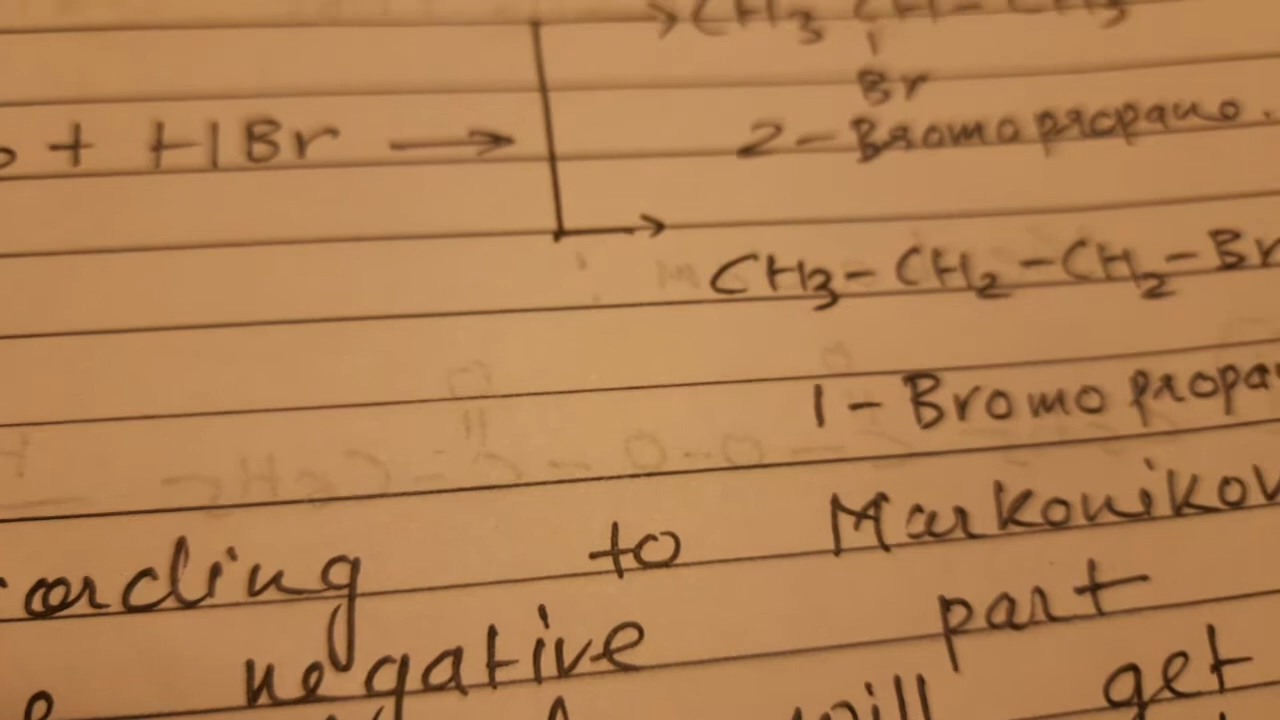 →CH3 CH-CH3
Br
+ HBr →
2-Bromopropane.
CH3-CH2-CH2-Br
1-Bromopropa
cording to Markonikov
negative part
will get